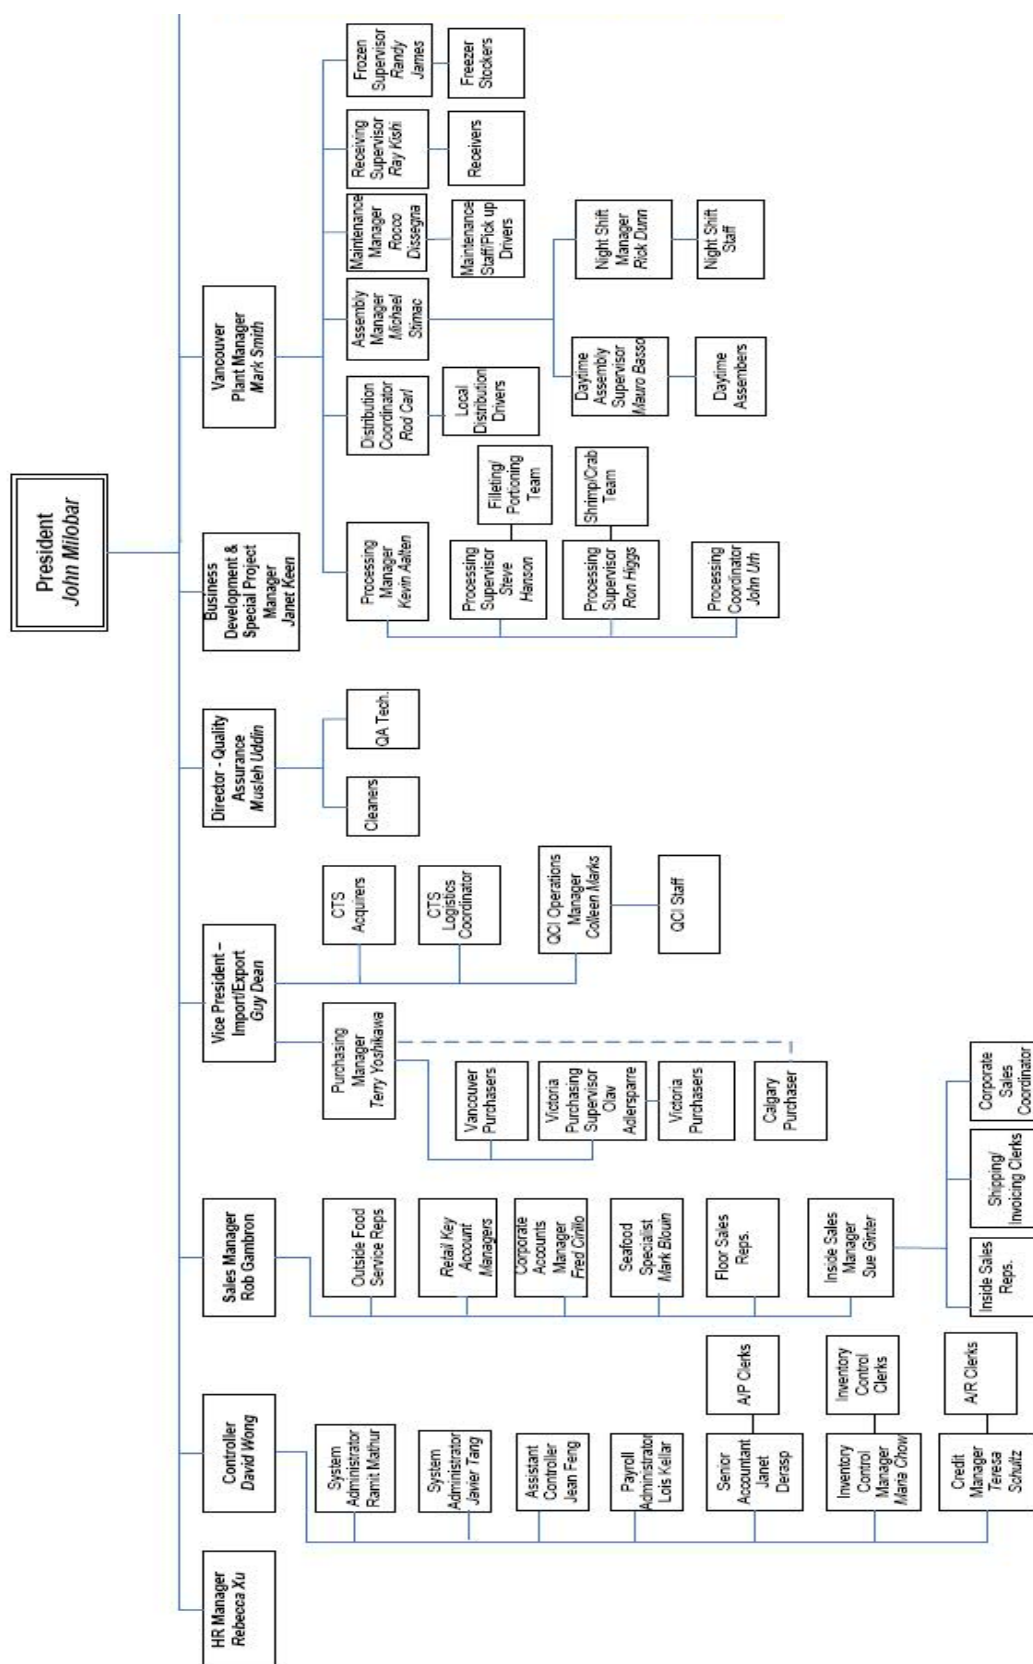 President
John Milobar
HR Manager
Rebecca Xu
Controller
David Wong
Sales Manager
Rob Gambron
Vice President –
Import/Export
Guy Dean
Director - Quality
Assurance
Musleh Uddin
Business
Development &
Special Project
Manager
Janet Keen
Vancouver
Plant Manager
Mark Smith
System
Administrator
Ramit Mathur
System
Administrator
Javier Tang
Assistant
Controller
Jean Feng
Payroll
Administrator
Lois Kellar
Senior
Accountant
Janet
Derasp
A/P Clerks
Inventory
Control
Manager
Maria Chow
Inventory
Control
Clerks
Credit
Manager
Teresa
Schultz
A/R Clerks
Outside Food
Service Reps
Retail Key
Account
Managers
Corporate
Accounts
Manager
Fred Cirillo
Seafood
Specialist
Mark Blouin
Floor Sales
Reps.
Inside Sales
Manager
Sue Ginter
Inside Sales
Reps.
Shipping/
Invoicing Clerks
Corporate
Sales
Coordinator
Purchasing
Manager
Terry Yoshikawa
Vancouver
Purchasers
Victoria
Purchasing
Supervisor
Olav
Adlersparre
Victoria
Purchasers
Calgary
Purchaser
CTS
Acquirers
CTS
Logistics
Coordinator
QCI Operations
Manager
Colleen Marks
QCI Staff
Cleaners
QA Tech.
Processing
Manager
Kevin Aalten
Processing
Supervisor
Steve
Hanson
Filleting/
Portioning
Team
Processing
Supervisor
Ron Higgs
Shrimp/Crab
Team
Processing
Coordinator
John Urth
Distribution
Coordinator
Rod Carl
Local
Distribution
Drivers
Assembly
Manager
Michael
Stimac
Daytime
Assembly
Supervisor
Mauro Basso
Daytime
Assembers
Night Shift
Manager
Rick Dunn
Night Shift
Staff
Maintenance
Manager
Rocco
Dissegna
Maintenance
Staff/Pick up
Drivers
Receiving
Supervisor
Ray Kishi
Receivers
Frozen
Supervisor
Randy
James
Freezer
Stockers